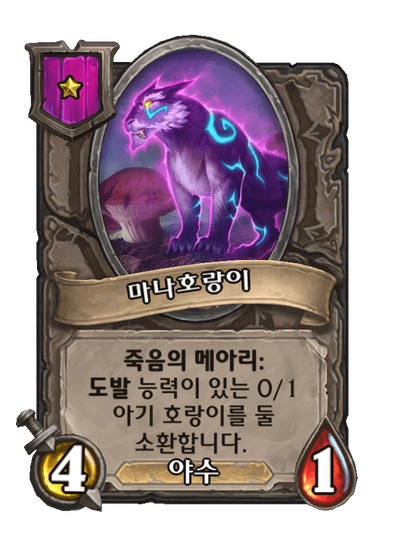 마나호랑이
죽음의 메아리:
도발 능력이 있는 0/1
아기 호랑이를 둘
소환합니다.
4
야수
1